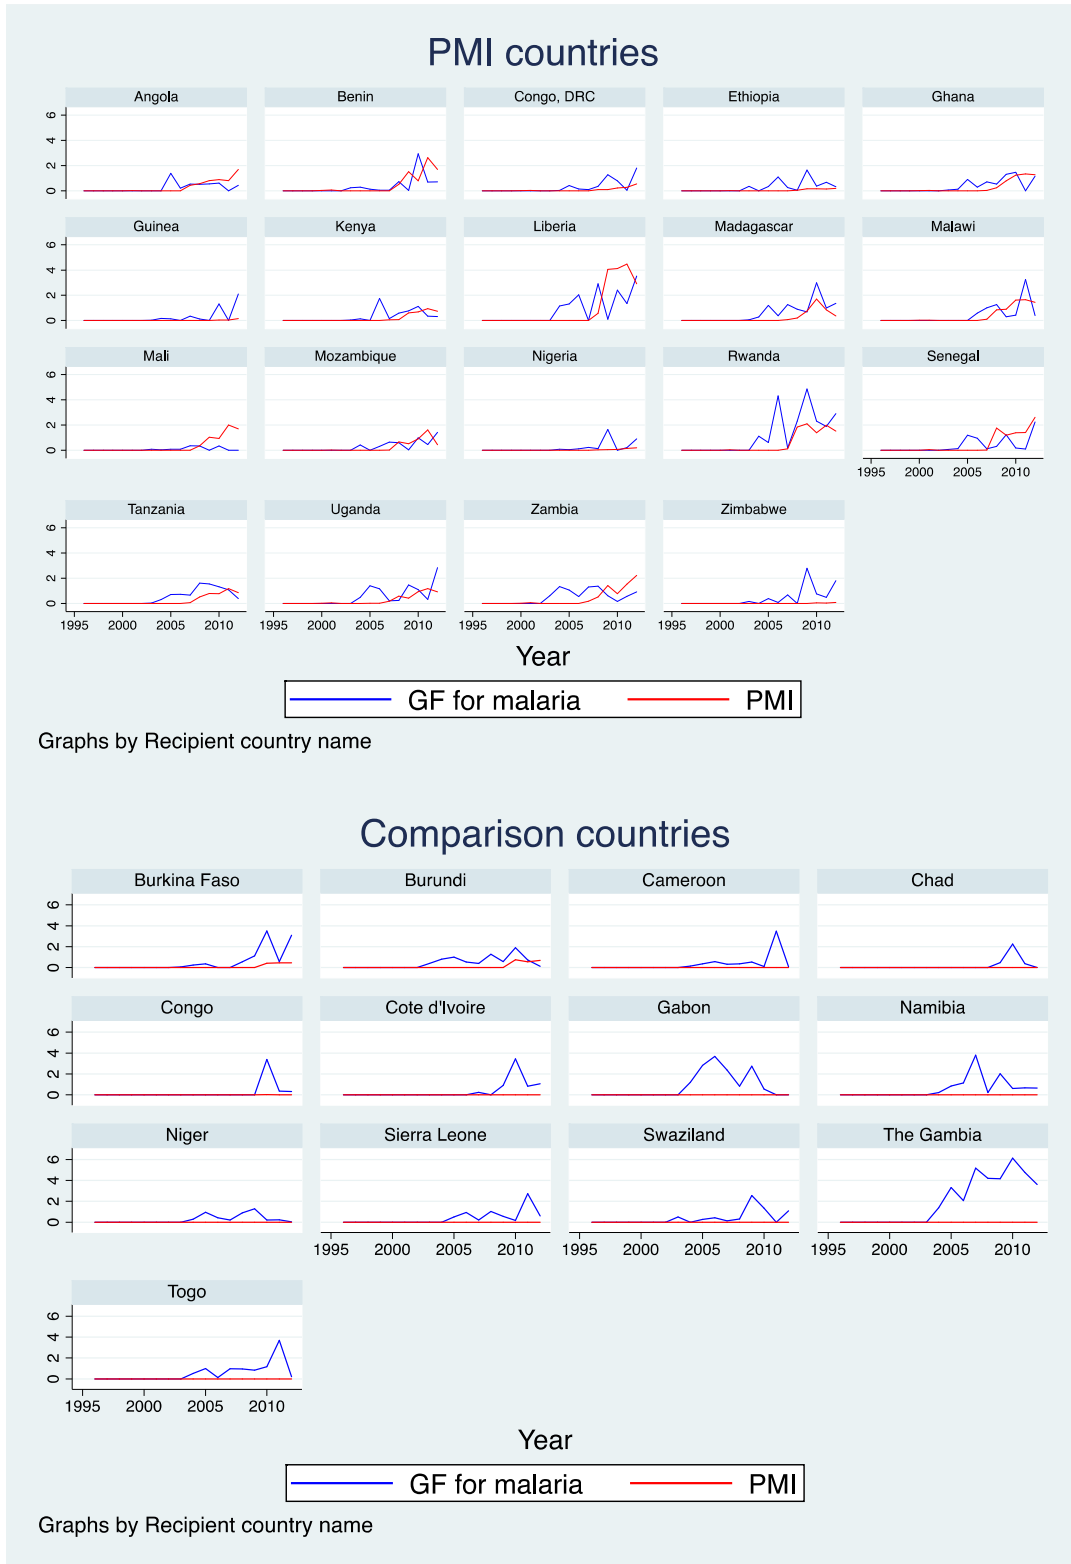 PMI countries
Angola Benin Congo, DRC Ethiopia Ghana
6
4
2
0
Guinea Kenya Liberia Madagascar Malawi
6
4
2
0
Mali Mozambique Nigeria Rwanda Senegal
6
4
2
0
1995 2000 2005 2010
Tanzania Uganda Zambia Zimbabwe
6
4
2
0
1995 2000 2005 2010 1995 2000 2005 2010 1995 2000 2005 2010 1995 2000 2005 2010
Year
GF for malaria PMI
Graphs by Recipient country name
Comparison countries
Burkina Faso Burundi Cameroon Chad
6
4
2
0
Congo Cote d'Ivoire Gabon Namibia
6
4
2
0
Niger Sierra Leone Swaziland The Gambia
6
4
2
0
1995 2000 2005 2010 1995 2000 2005 2010 1995 2000 2005 2010
Togo
6
4
2
0
1995 2000 2005 2010
Year
GF for malaria PMI
Graphs by Recipient country name